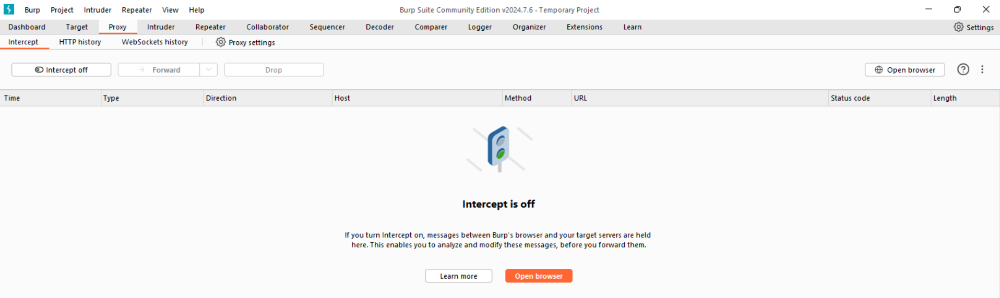 Burp Project Intruder Repeater View Help Burp Suite Community Edition v2024.7.6 - Temporary Project
Dashboard Target Proxy Intruder Repeater Collaborator Sequencer Decoder Comparer Logger Organizer Extensions Learn Settings
Intercept HTTP history WebSockets history Proxy settings
Intercept off Forward Drop Open browser
Time Type Direction Host Method URL Status code Length
Intercept is off
If you turn Intercept on, messages between Burp's browser and your target servers are held
here. This enables you to analyze and modify these messages, before you forward them.
Learn more Open browser